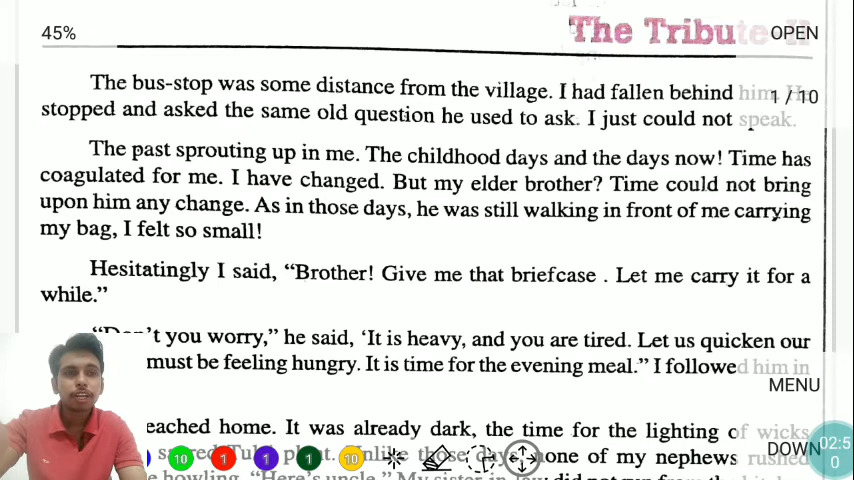 45%
The Tribute II
OPEN
The bus-stop was some distance from the village. I had fallen behind him. He
1 / 10
stopped and asked the same old question he used to ask. I just could not speak.
The past sprouting up in me. The childhood days and the days now! Time has
coagulated for me. I have changed. But my elder brother? Time could not bring
upon him any change. As in those days, he was still walking in front of me carrying
my bag, I felt so small!
Hesitatingly I said, “Brother! Give me that briefcase . Let me carry it for a
while.”
“Don't you worry,” he said, ‘It is heavy, and you are tired. Let us quicken our
must be feeling hungry. It is time for the evening meal.” I followed him in
MENU
eached home. It was already dark, the time for the lighting of wicks
plant. Unlike those days, none of my nephews rushed
DOWN
02:5
0
10 1 1 1 10
howling, “Here's uncle.” My sister-in-law did not run from the